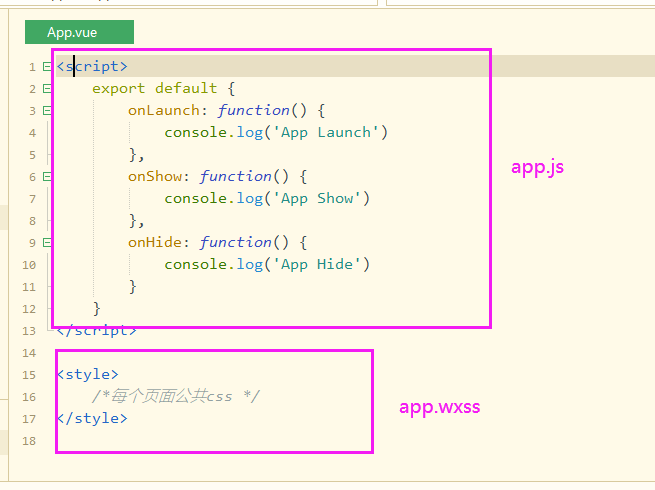 App.vue
1 <script>
2 export default {
3 onLaunch: function() {
4 console.log('App Launch')
5 },
6 onShow: function() {
7 console.log('App Show')
8 },
9 onHide: function() {
10 console.log('App Hide')
11 }
12 }
13 </script>
14
15 <style>
16 /*每个页面公共css */
17 </style>
18
app.js
app.wxss